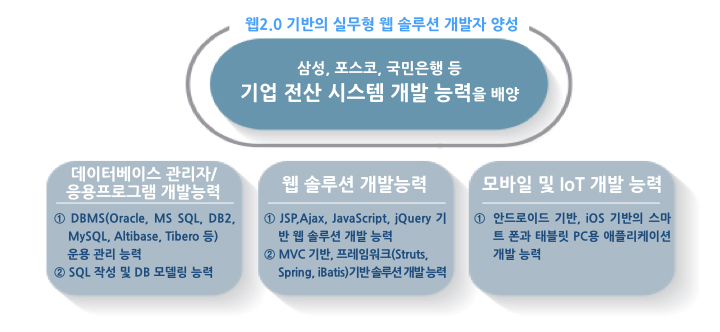 웹2.0 기반의 실무형 웹 솔루션 개발자 양성
삼성, 포스코, 국민은행 등
기업 전산 시스템 개발 능력을 배양
데이터베이스 관리자/
응용프로그램 개발능력
① DBMS(Oracle, MS SQL, DB2,
MySQL, Altibase, Tibero 등)
운용 관리 능력
② SQL 작성 및 DB 모델링 능력
웹 솔루션 개발능력
① JSP,Ajax, JavaScript, jQuery 기
반 웹 솔루션 개발 능력
② MVC 기반, 프레임워크(Struts,
Spring, iBatis)기반 솔루션 개발 능력
모바일 및 IoT 개발 능력
① 안드로이드 기반, iOS 기반의 스마
트 폰과 태블릿 PC용 애플리케이션
개발 능력